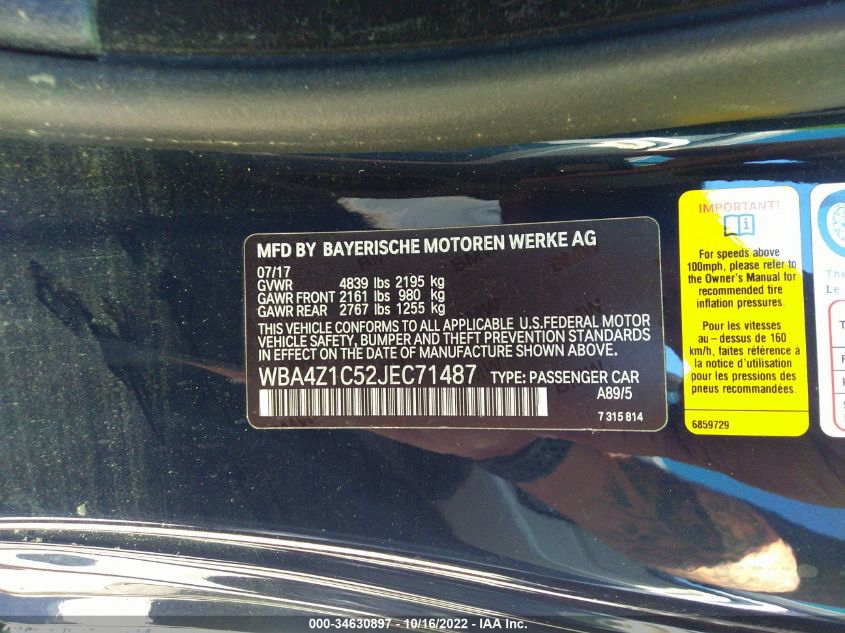 MFD BY BAYERISCHE MOTOREN WERKE AG
07/17
GVWR 4839 lbs 2195 kg
GAWR FRONT 2161 lbs 980 kg
GAWR REAR 2767 lbs 1255 kg
THIS VEHICLE CONFORMS TO ALL APPLICABLE U.S.FEDERAL MOTOR
VEHICLE SAFETY, BUMPER AND THEFT PREVENTION STANDARDS
IN EFFECT ON THE DATE OF MANUFACTURE SHOWN ABOVE.
WBA4Z1C52JEC71487 TYPE: PASSENGER CAR
A89/5
7 315 814
IMPORTANT!
For speeds above
100mph, please refer to
the Owner's Manual for
recommended tire
inflation pressures.
Pour les vitesses
au–dessus de 160
km/h, faites référence à
la notice d'utilisation
pour les pressions des
pneus recommandées.
6859729
The
Le
000-34630897 - 10/16/2022 - IAA Inc.